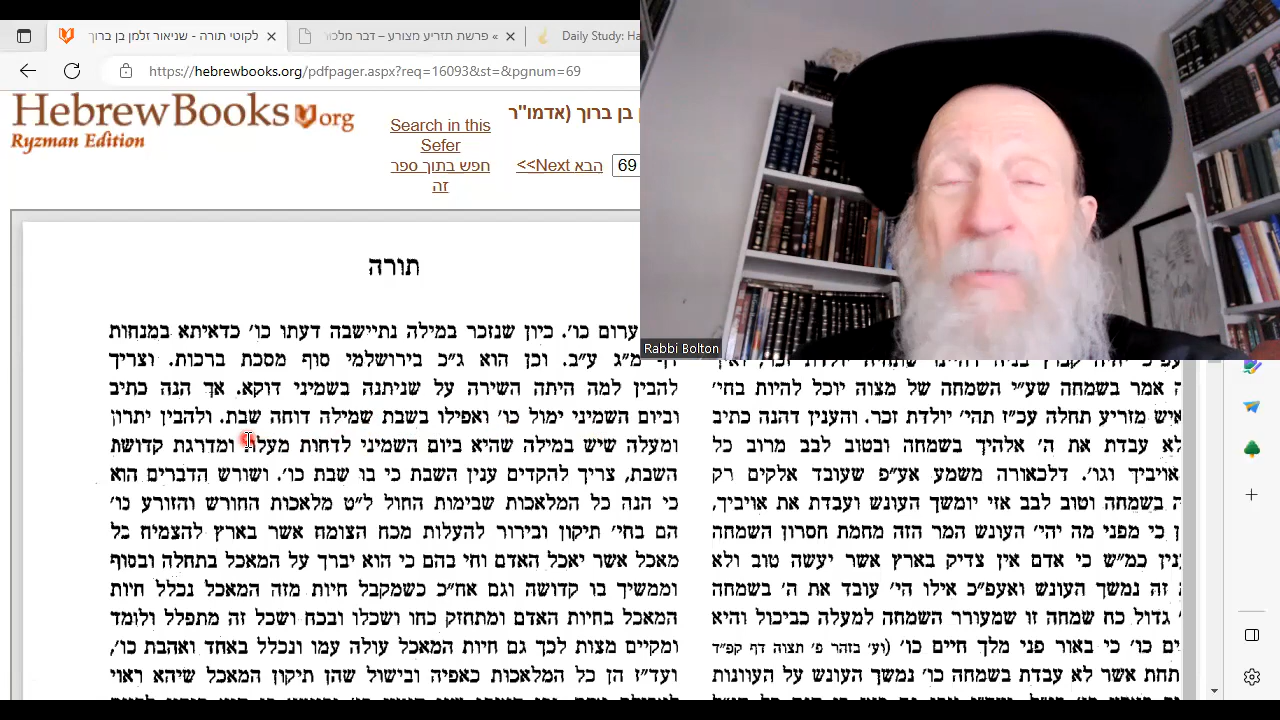 לקוטי תורה - שניאור זלמן בן ברוך
» פרשת תזריע מצורע – דבר מלכו
Daily Study: Ha
https://hebrewbooks.org/pdfpager.aspx?req=16093&st=&pgnum=69
HebrewBooks.org
Ryzman Edition
Search in this
Sefer
חפש בתוך ספר
זה
בן ברוך (אדמו"ר
<<Next הבא
69
Rabbi Bolton
תורה
ערום כו'. כיון שנזכר במילה נתיישבה דעתו כו' כדאיתא במנחות
מ"ג ע"ב. וכן הוא ג"כ בירושלמי סוף מסכת ברכות. וצריך
להבין למה היתה השירה על שניתנה בשמיני דוקא. אך הנה כתיב
וביום השמיני ימול כו' ואפילו בשבת שמילה דוחה שבת. ולהבין יתרון
ומעלה שיש במילה שהיא ביום השמיני לדחות מעלת ומדרגת קדושת
השבת, צריך להקדים ענין השבת כי בו שבת כו'. ושורש הדברים הוא
כי הנה כל המלאכות שבימות החול ל"ט מלאכות החורש והזורע כו'
הם בחי' תיקון ובירור להעלות מכח הצומח אשר בארץ להצמיח כל
מאכל אשר יאכל האדם וחי בהם כי הוא יברך על המאכל בתחלה ובסוף
וממשיך בו קדושה וגם אח"כ כשמקבל חיות מזה המאכל נכלל חיות
המאכל בחיות האדם ומתחזק כחו ושכלו ובכח ושכל זה מתפלל ולומד
ומקיים מצות לכך גם חיות המאכל עולה עמו ונכלל באחד ואהבת כו',
ועד"ז הן כל המלאכות כאפיה ובישול שהן תיקון המאכל שיהא ראוי
אמר בשמחה שע"י השמחה של מצוה יוכל להיות בחי'
איש מזריע תחלה עכ"ז תהי' יולדת זכר. והענין דהנה כתיב
לא עבדת את ה' אלהיך בשמחה ובטוב לבב מרוב כל
אויביך וגו'. דלכאורה משמע אע"פ שעובד אלקים רק
בשמחה וטוב לבב אזי יומשך העונש ועבדת את אויביך,
כי מפני מה יהי' העונש המר הזה מחמת חסרון השמחה
ענין כמ"ש כי אדם אין צדיק בארץ אשר יעשה טוב ולא
זה נמשך העונש ואעפ"כ אילו הי' עובד את ה' בשמחה
גדול כח שמחה זו שמעורר השמחה למעלה כביכול והיא
כו' כי באור פני מלך חיים כו' (ועי' בזהר פ' תצוה דף קפ"ד
תחת אשר לא עבדת בשמחה כו' נמשך העונש על העוונות